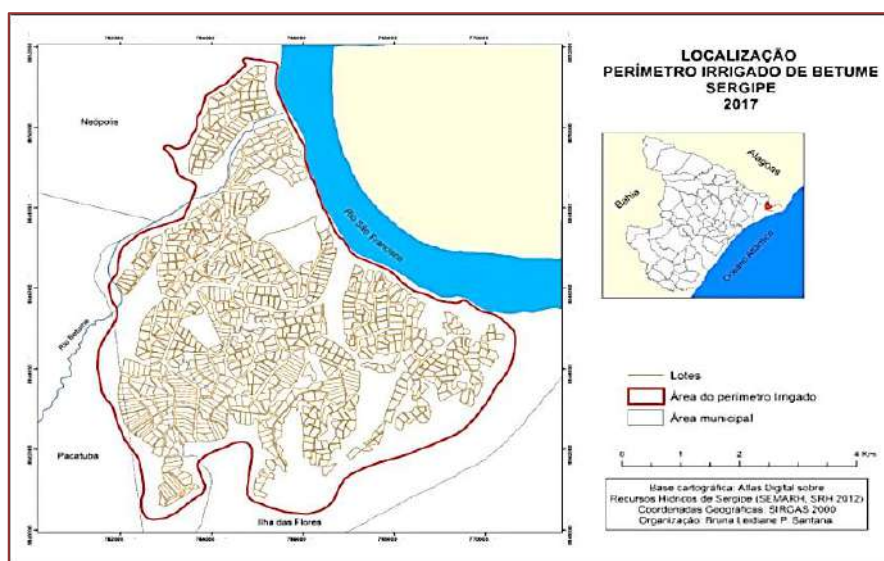 LOCALIZAÇÃO
PERÍMETRO IRRIGADO DE BETUME
SERGIPE
2017
Neópolis
Rio São Francisco
Rio Betume
Pacatuba
Ilha das Flores
Alagoas
Bahia
Oceano Atlântico
Lotes
Área do perímetro Irrigado
Área municipal
0 1 2 4 Km
Base cartográfica: Atlas Digital sobre
Recursos Hídricos de Sergipe (SEMARH, SRH 2012)
Coordenadas Geográficas: SIRGAS 2000
Organização: Bruna Leidiane P. Santana